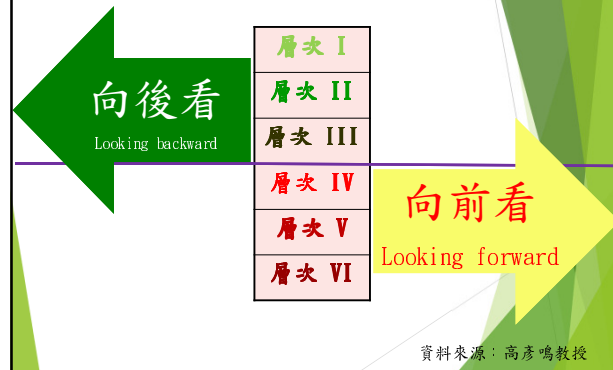 向後看
Looking backward
層次 I
層次 II
層次 III
層次 IV
層次 V
層次 VI
向前看
Looking forward
資料來源：高彥鳴教授